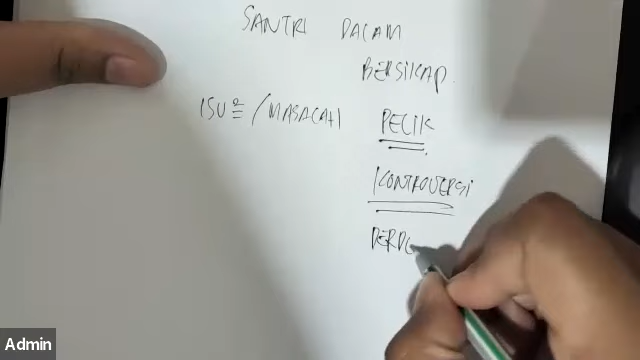 SANTRI DALAM
BERSIKAP.
ISU² / MASALAH PELIK.
KONTROVERSI
Admin